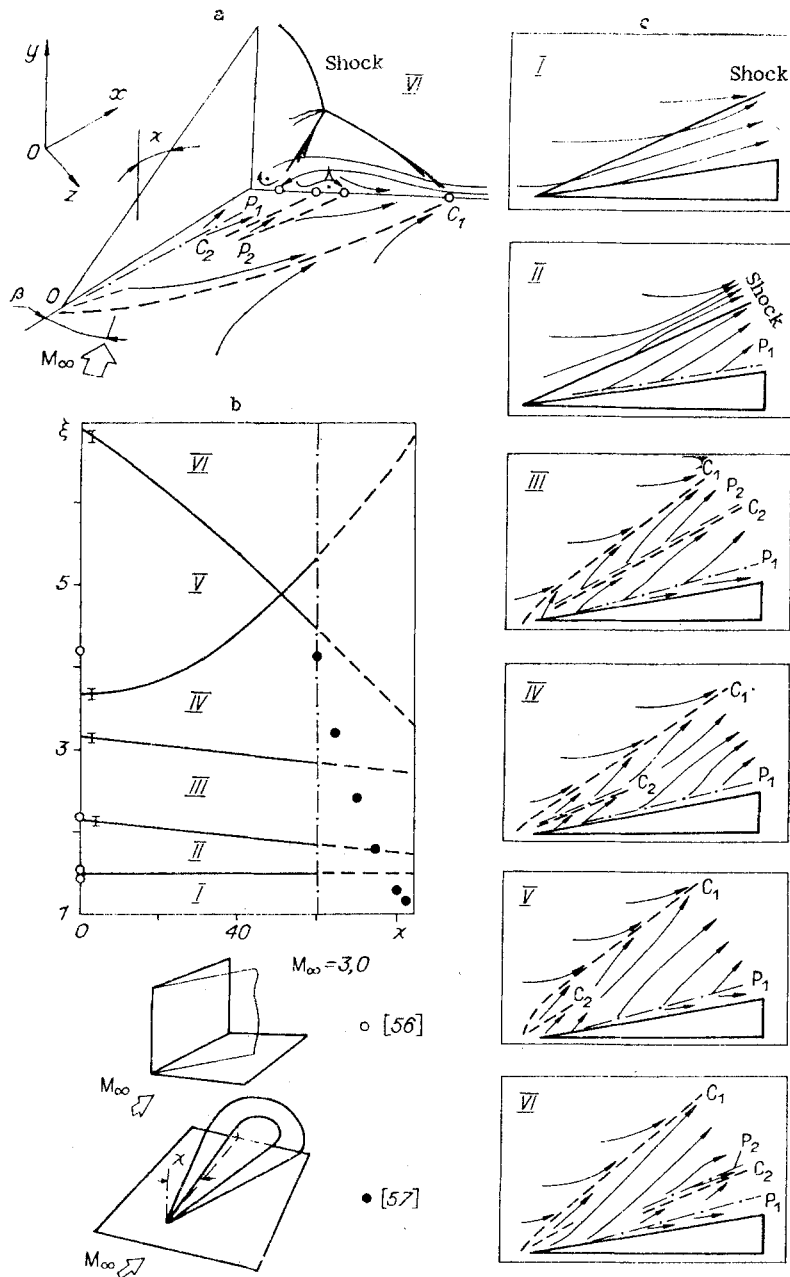 a
y
x
O
z
χ
Shock
VI
P₁
C₂
P₂
C₁
O
β
M∞
b
ξ
5
3
1
VI
V
IV
III
II
I
0
40
χ
M∞ = 3,0
M∞
○ [56]
χ
● [57]
M∞
c
I
Shock
II
Shock
P₁
III
C₁
P₂
C₂
P₁
IV
C₁
C₂
P₁
V
C₁
C₂
P₁
VI
C₁
P₂
C₂
P₁